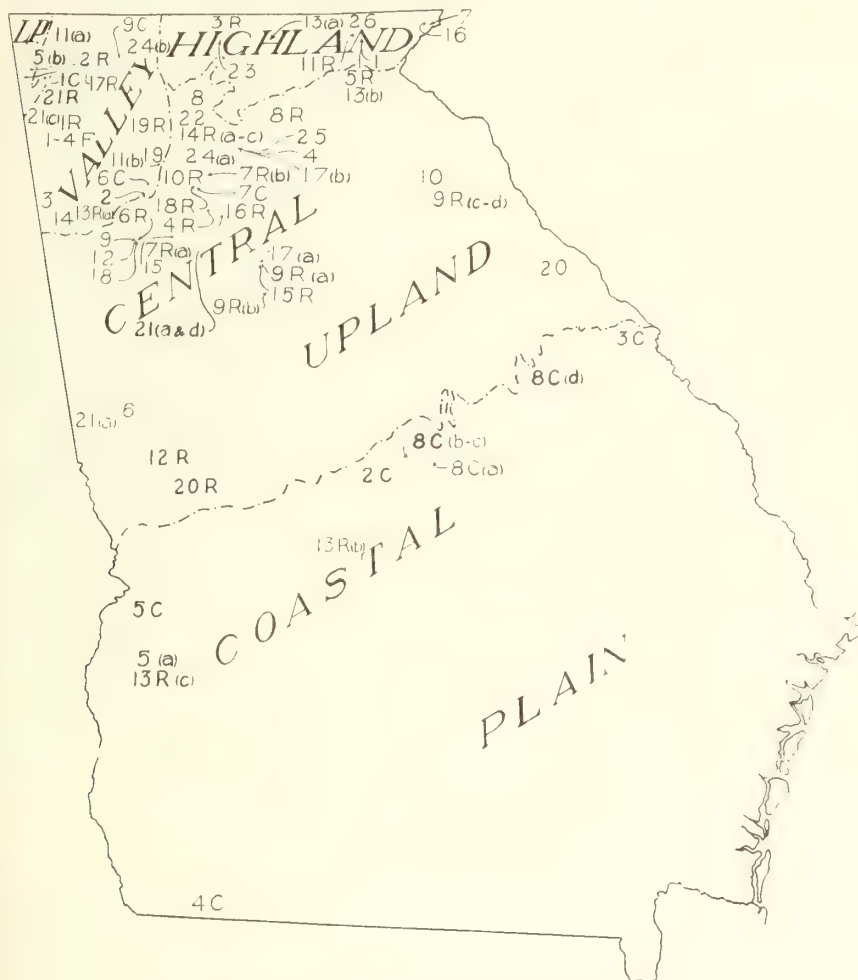 9C 3R 13(a) 26 7
LP 11(a) 24(b) HIGHLAND 16
5(b) 2R 23 11R 1
1C 47R 5R
21R 8 13(b)
21(c) 1R 19R 22 8R
1-4F VALLEY 14R(a-c) 25
11(b) 19 24(a) 4
6C 10R 7R(b) 17(b) 10
3 2 7C 9R(c-d)
14 13R(a) 6R 18R 16R
9 4R
12 17R(a) 17(a)
18 15 9R(a) 20
CENTRAL 9R(b) 15R
21(a&d) UPLAND
3C
8C(d)
21(a) 6 11
8C(b-c)
12R 2C 8C(a)
20R
13R(b)
COASTAL
5C
5(a)
13R(c)
PLAIN
4C